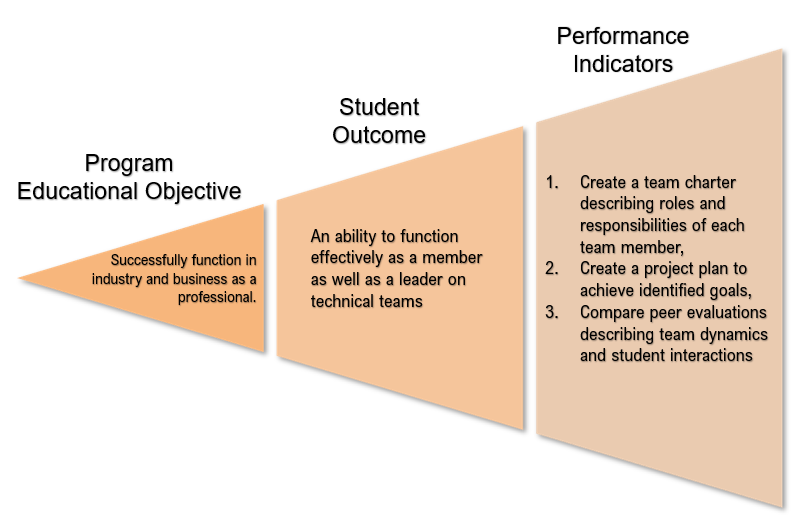 Program
Educational Objective
Successfully function in
industry and business as a
professional.
Student
Outcome
An ability to function
effectively as a member
as well as a leader on
technical teams
Performance
Indicators
1. Create a team charter
describing roles and
responsibilities of each
team member,
2. Create a project plan to
achieve identified goals,
3. Compare peer evaluations
describing team dynamics
and student interactions